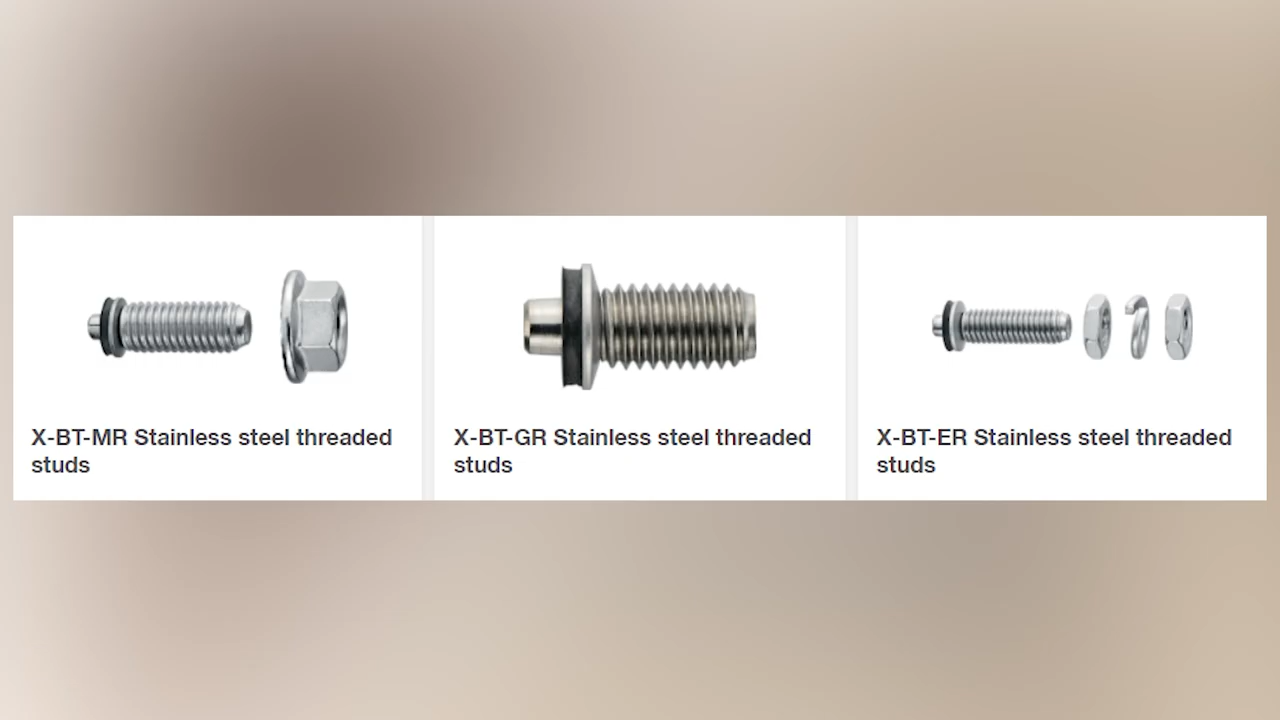 X-BT-MR Stainless steel threaded
studs
X-BT-GR Stainless steel threaded
studs
X-BT-ER Stainless steel threaded
studs